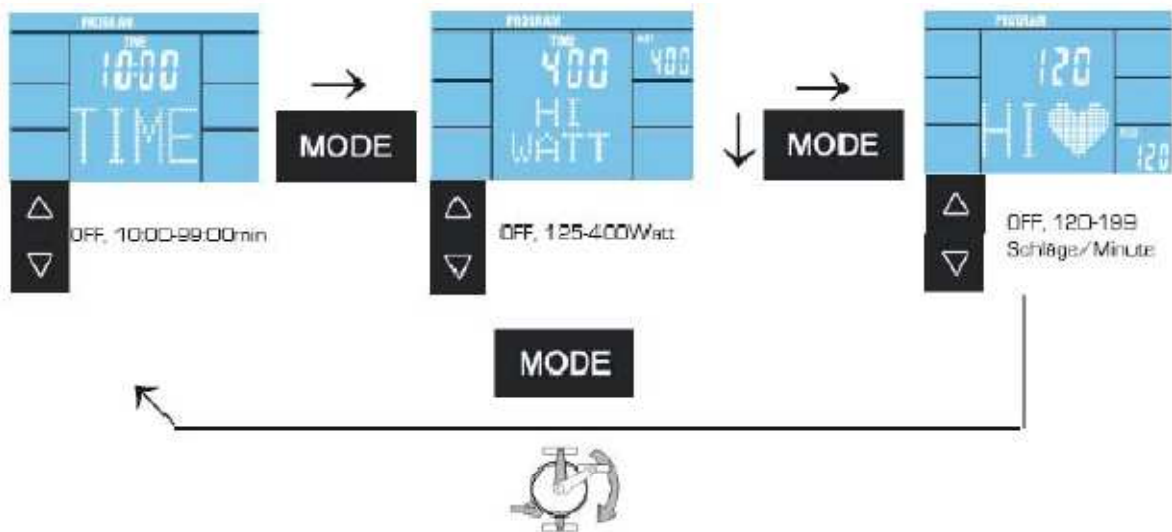 PROGRAM
TIME
10:00
TIME
MODE
OFF, 10:00-99:00min
PROGRAM
TIME
400
400
HI
WATT
OFF, 125-400Watt
MODE
PROGRAM
120
HI
120
OFF, 120-199
Schläge/Minute
MODE